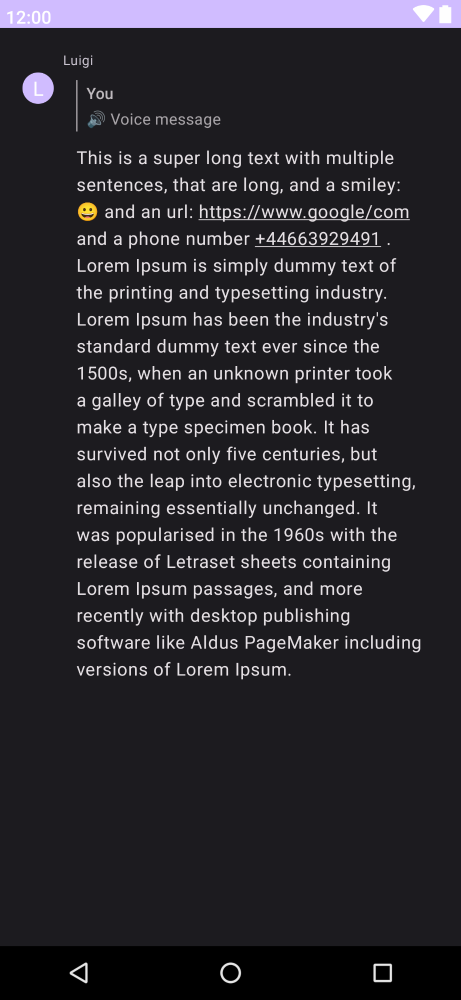 12:00
Luigi
L
You
🔊 Voice message
This is a super long text with multiple
sentences, that are long, and a smiley:
😀 and an url: https://www.google/com
and a phone number +44663929491 .
Lorem Ipsum is simply dummy text of
the printing and typesetting industry.
Lorem Ipsum has been the industry's
standard dummy text ever since the
1500s, when an unknown printer took
a galley of type and scrambled it to
make a type specimen book. It has
survived not only five centuries, but
also the leap into electronic typesetting,
remaining essentially unchanged. It
was popularised in the 1960s with the
release of Letraset sheets containing
Lorem Ipsum passages, and more
recently with desktop publishing
software like Aldus PageMaker including
versions of Lorem Ipsum.